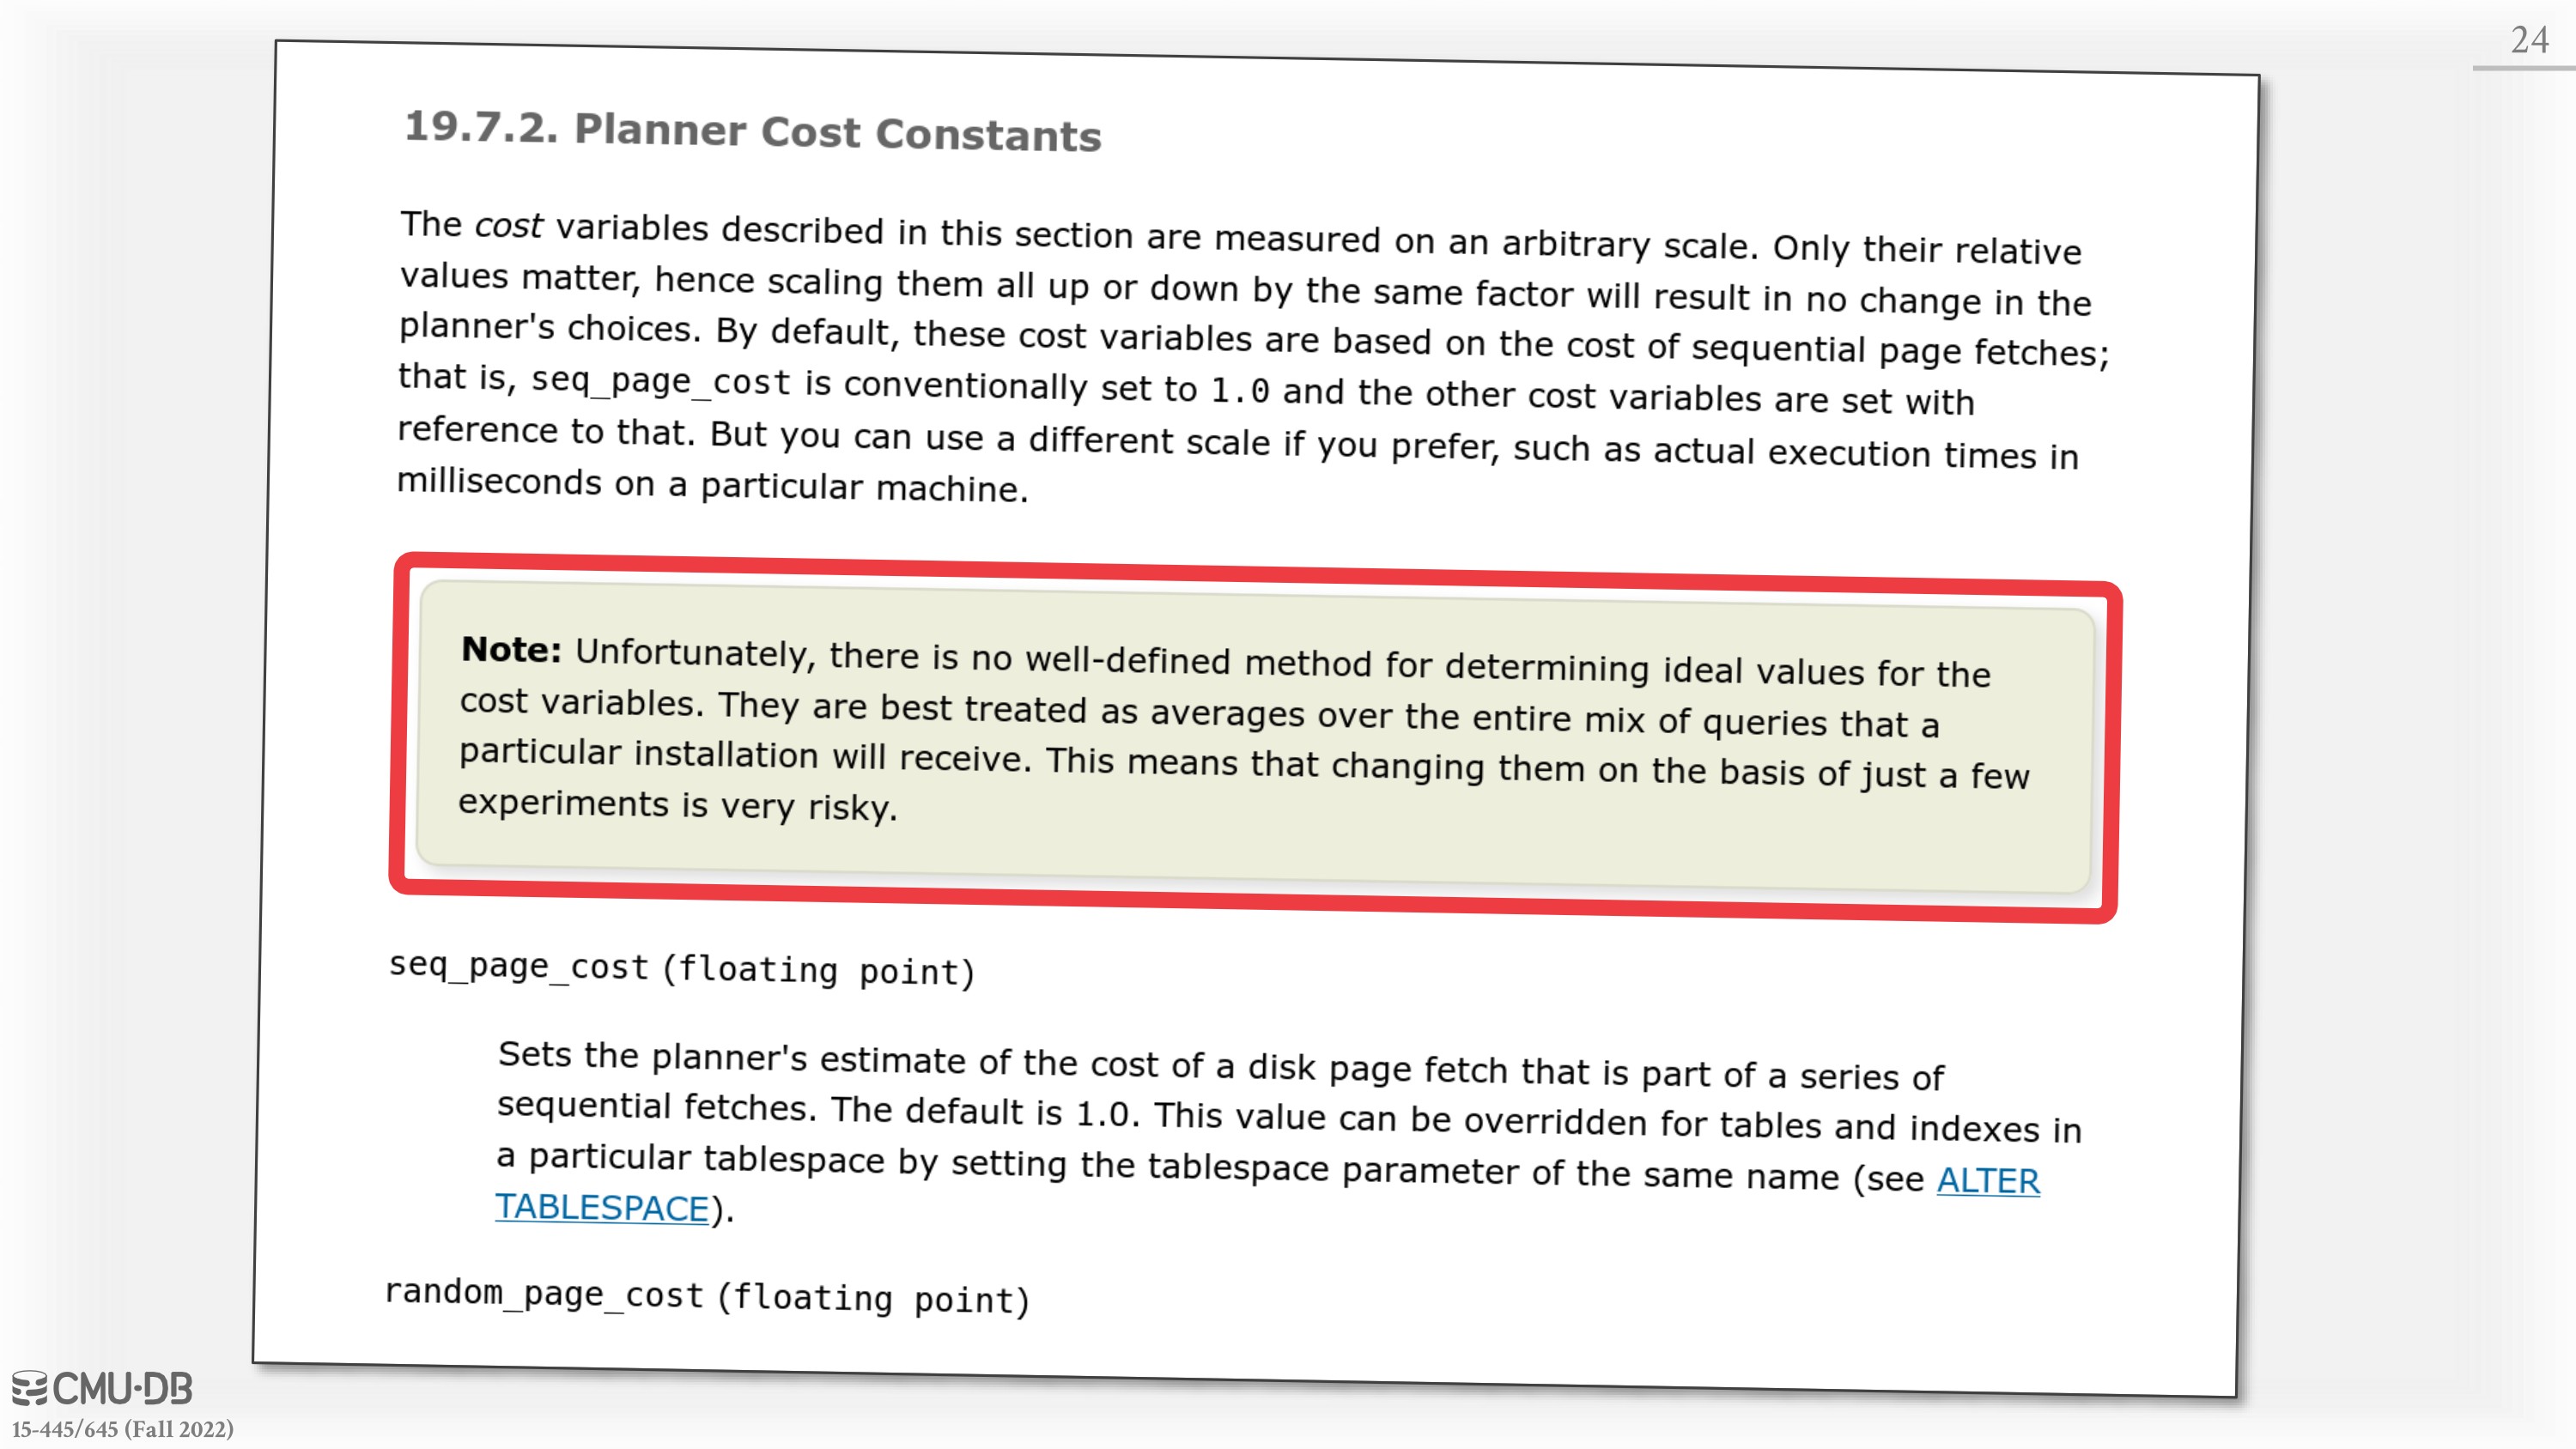 24
19.7.2. Planner Cost Constants
The cost variables described in this section are measured on an arbitrary scale. Only their relative
values matter, hence scaling them all up or down by the same factor will result in no change in the
planner's choices. By default, these cost variables are based on the cost of sequential page fetches;
that is, seq_page_cost is conventionally set to 1.0 and the other cost variables are set with
reference to that. But you can use a different scale if you prefer, such as actual execution times in
milliseconds on a particular machine.
Note: Unfortunately, there is no well-defined method for determining ideal values for the
cost variables. They are best treated as averages over the entire mix of queries that a
particular installation will receive. This means that changing them on the basis of just a few
experiments is very risky.
seq_page_cost (floating point)
Sets the planner's estimate of the cost of a disk page fetch that is part of a series of
sequential fetches. The default is 1.0. This value can be overridden for tables and indexes in
a particular tablespace by setting the tablespace parameter of the same name (see ALTER
TABLESPACE).
random_page_cost (floating point)
CMU·DB
15-445/645 (Fall 2022)